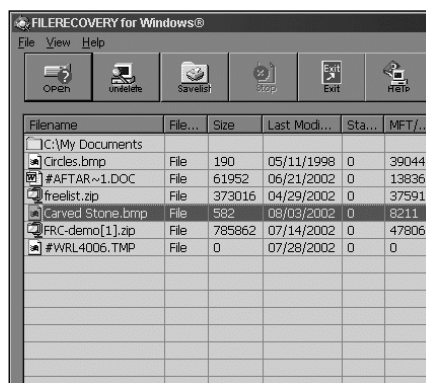 FILERECOVERY for Windows®
File View Help
OPEN undelete Savelist Stop Exit HelP
Filename File... Size Last Modi... Sta... MFT/..
C:\My Documents
Circles.bmp File 190 05/11/1998 0 39044
#AFTAR~1.DOC File 61952 06/21/2002 0 13836
freelist.zip File 373016 04/29/2002 0 37591
Carved Stone.bmp File 582 08/03/2002 0 8211
FRC-demo[1].zip File 785862 07/14/2002 0 47806
#WRL4006.TMP File 0 07/28/2002 0 0